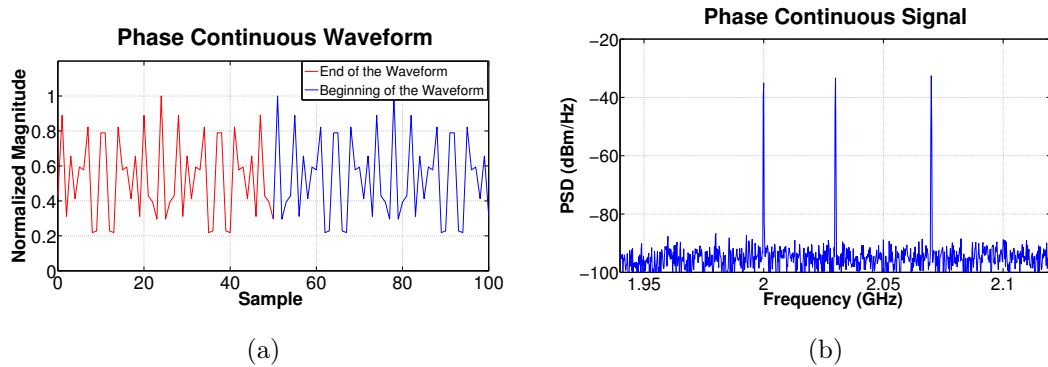 Phase Continuous Waveform
End of the Waveform
Beginning of the Waveform
Normalized Magnitude
1
0.8
0.6
0.4
0.2
0
0 20 40 60 80 100
Sample
(a)
Phase Continuous Signal
PSD (dBm/Hz)
−20
−40
−60
−80
−100
1.95 2 2.05 2.1
Frequency (GHz)
(b)